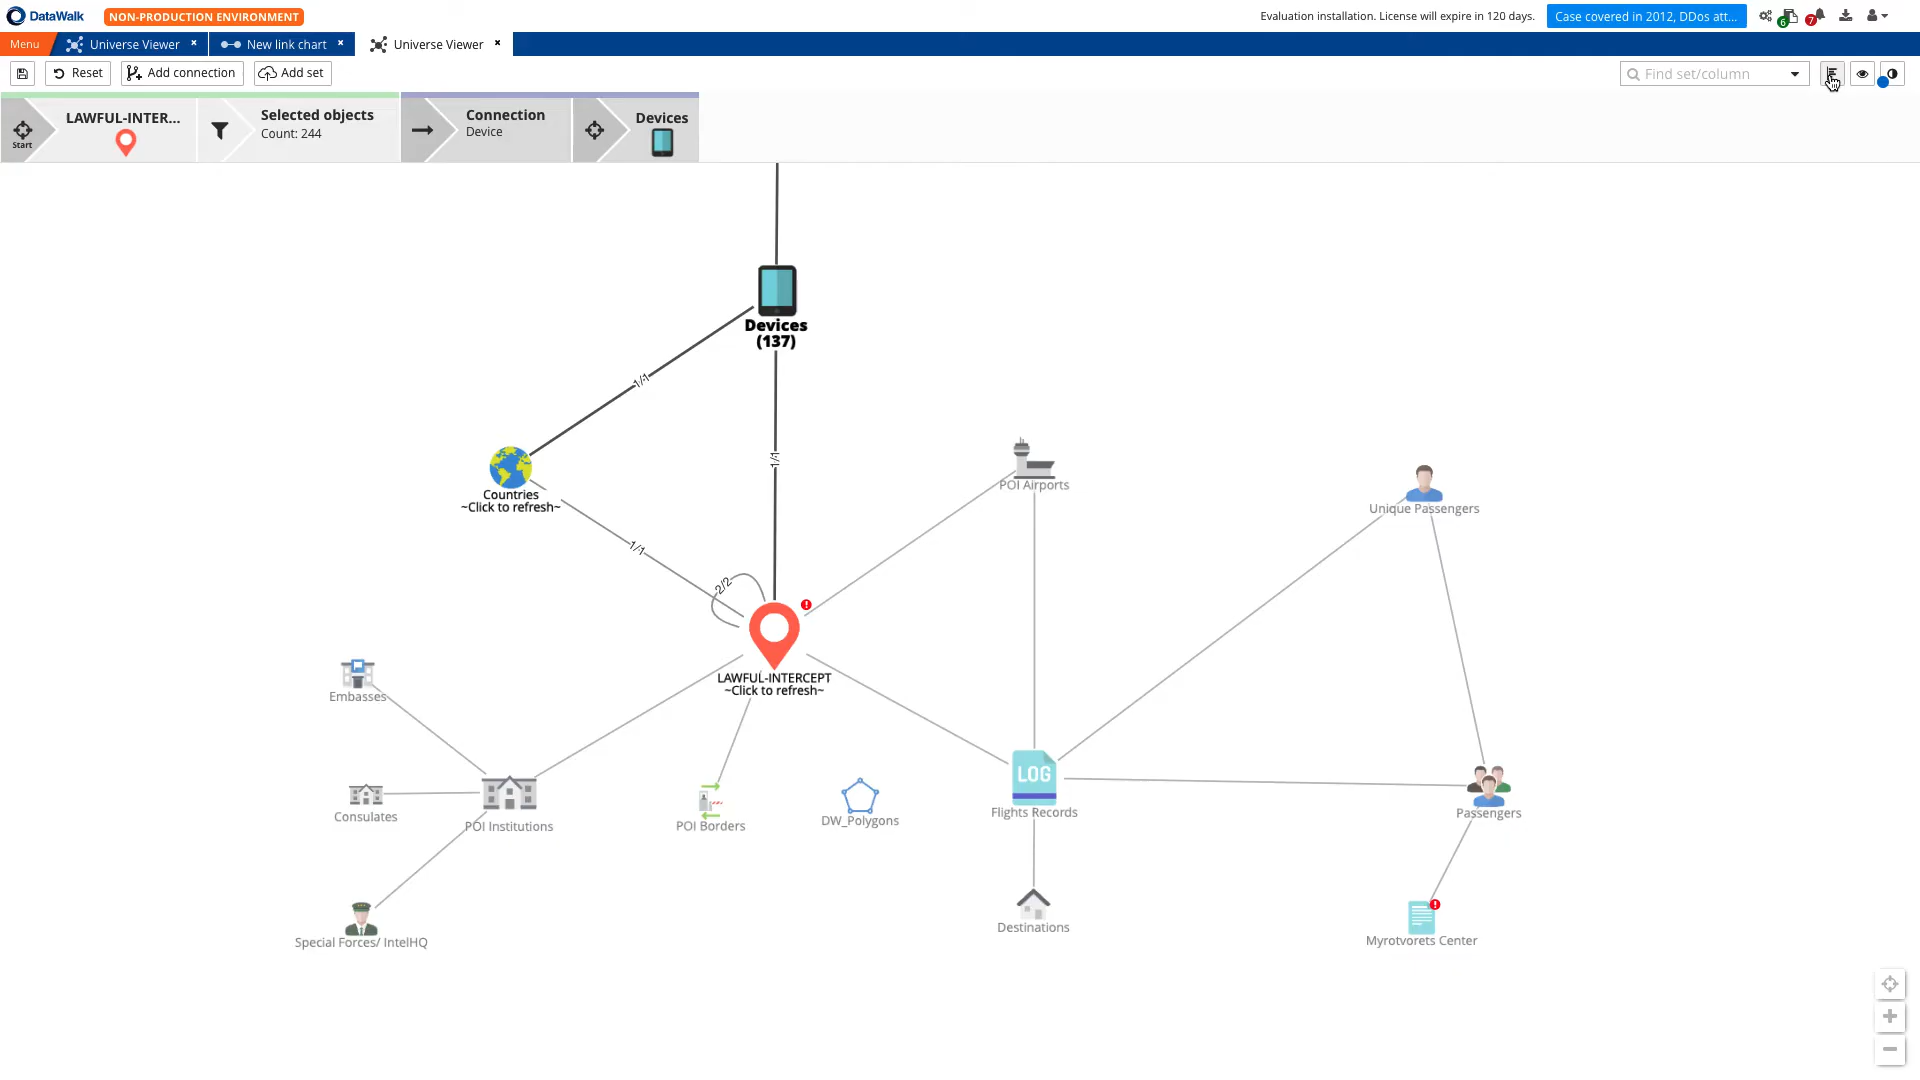 DataWalk
NON-PRODUCTION ENVIRONMENT
Evaluation installation. License will expire in 120 days.
Case covered in 2012, DDos att...
6
7
Menu
Universe Viewer ×
New link chart ×
Universe Viewer ×
Reset
Add connection
Add set
Find set/column
Start
LAWFUL-INTER...
Selected objects
Count: 244
Connection
Device
Devices
Devices
(137)
1/1
1/1
Countries
~Click to refresh~
1/1
2/2
POI Airports
Unique Passengers
LAWFUL-INTERCEPT
~Click to refresh~
Embasses
Consulates
POI Institutions
POI Borders
DW_Polygons
LOG
Flights Records
Passengers
Special Forces/ IntelHQ
Destinations
Myrotvorets Center